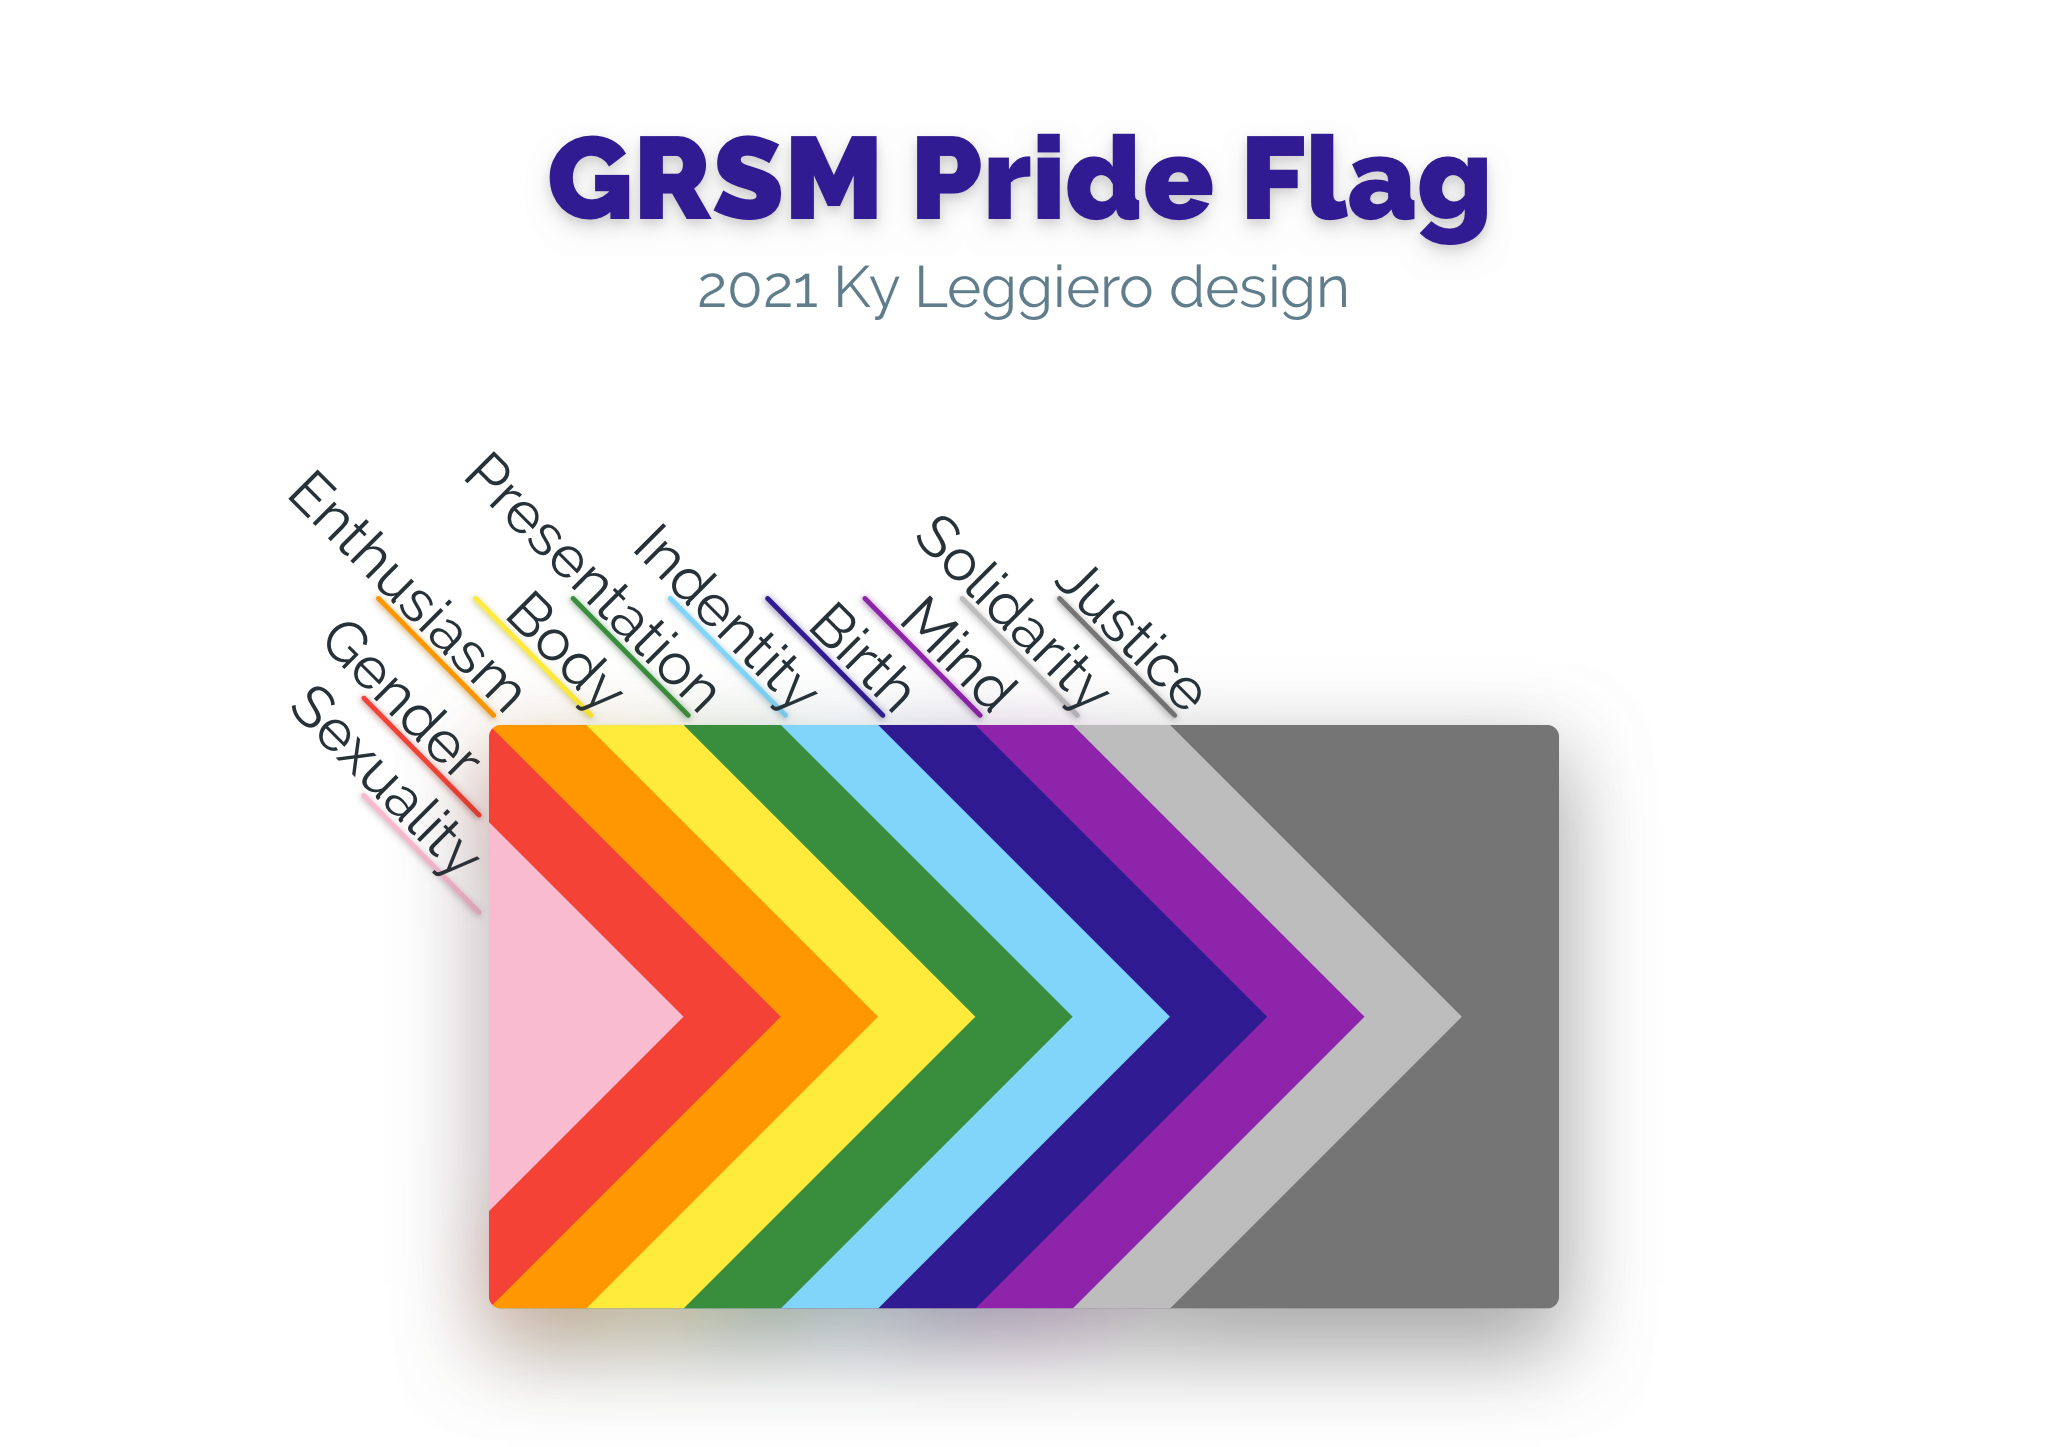 GRSM Pride Flag
2021 Ky Leggiero design
Sexuality
Gender
Enthusiasm
Body
Presentation
Indentity
Birth
Mind
Solidarity
Justice